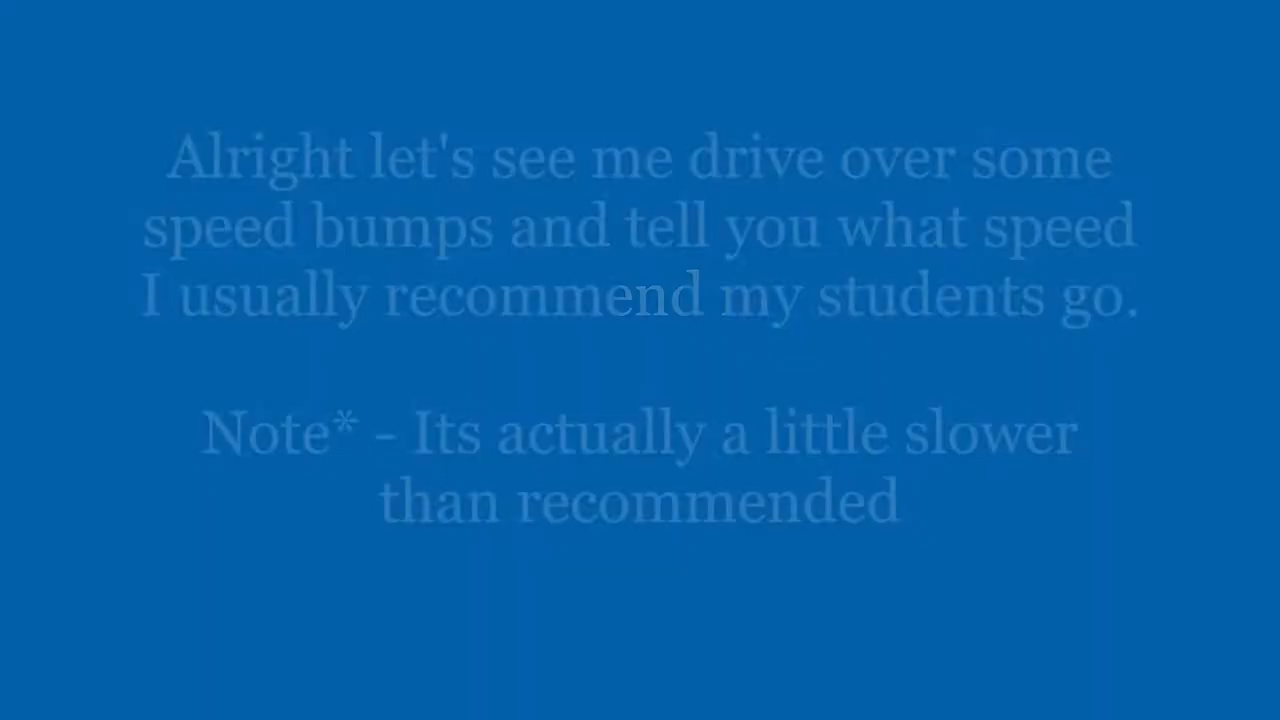 Alright let's see me drive over some
speed bumps and tell you what speed
I usually recommend my students go.
Note* - Its actually a little slower
than recommended